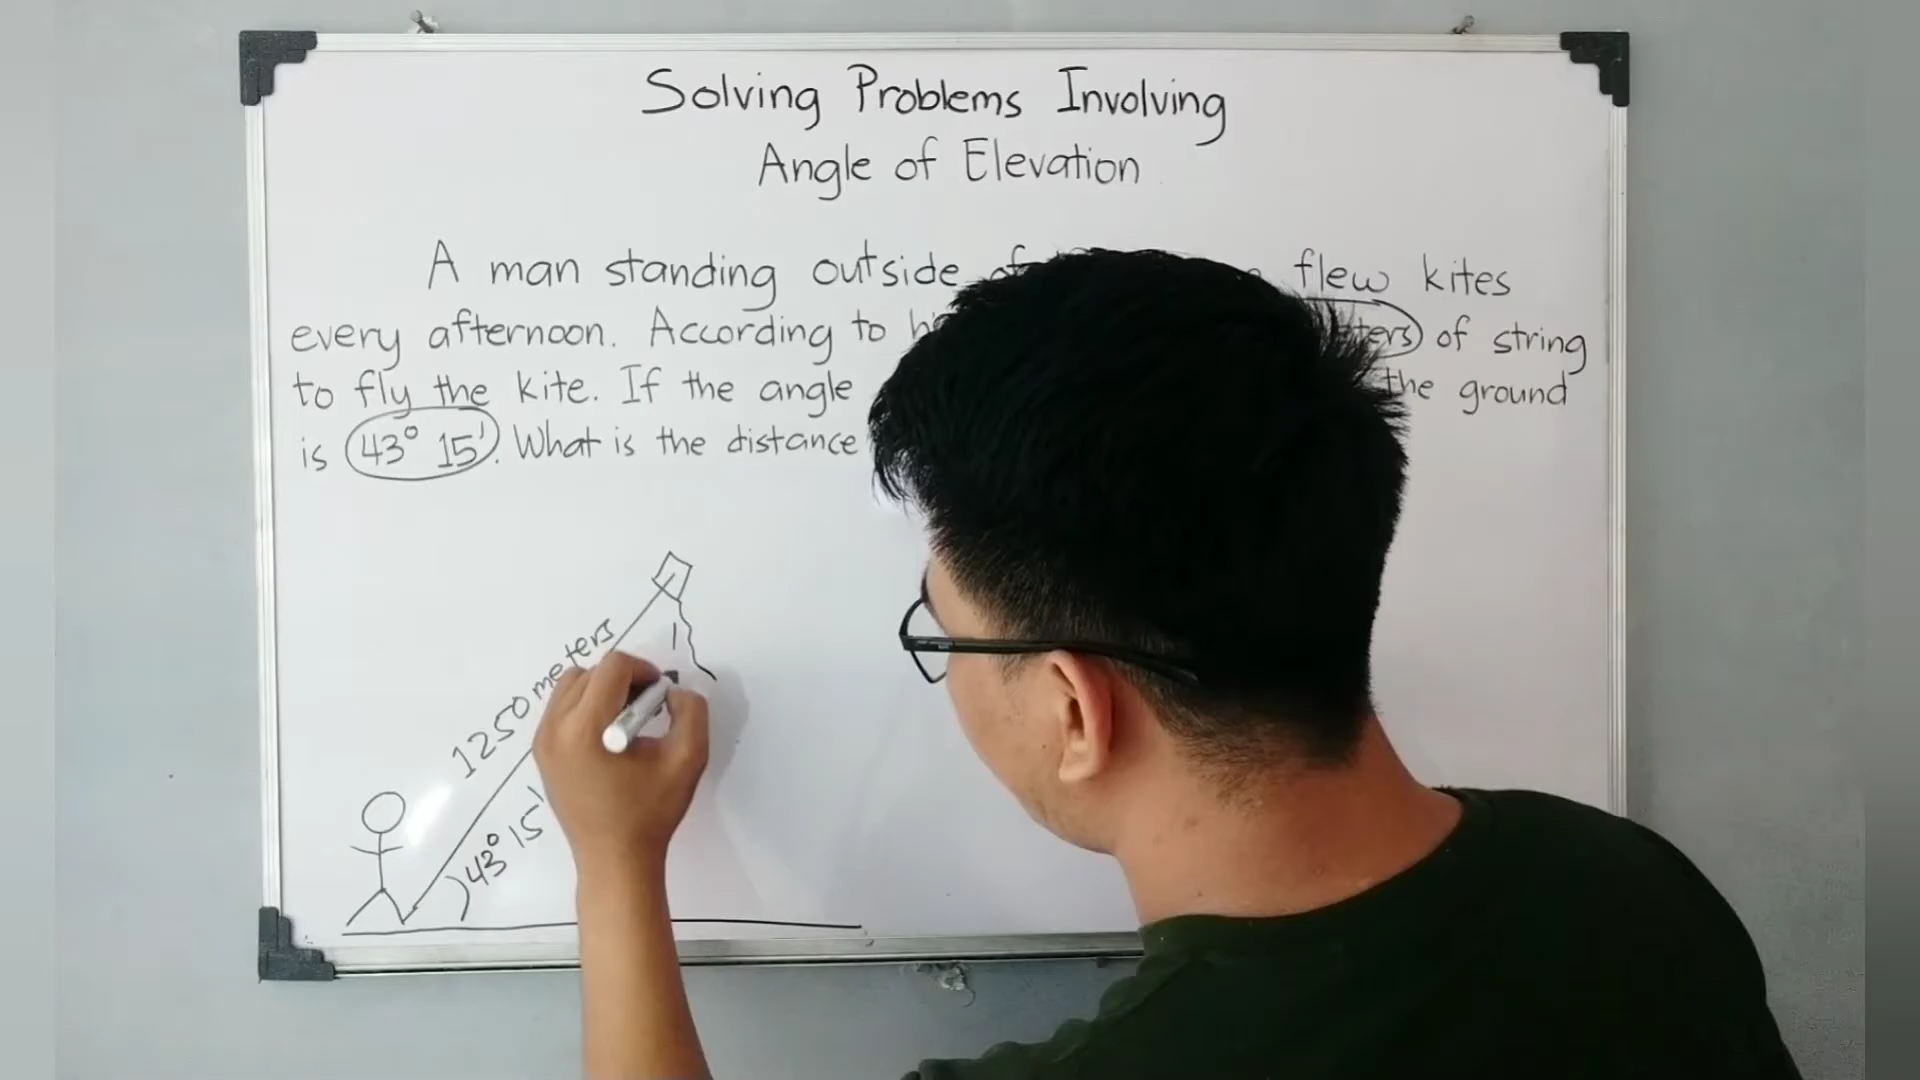 Solving Problems Involving
Angle of Elevation
A man standing outside of flew kites
every afternoon. According to of string
to fly the kite. If the angle the ground
is 43° 15'. What is the distance
1250 meters
43° 15'